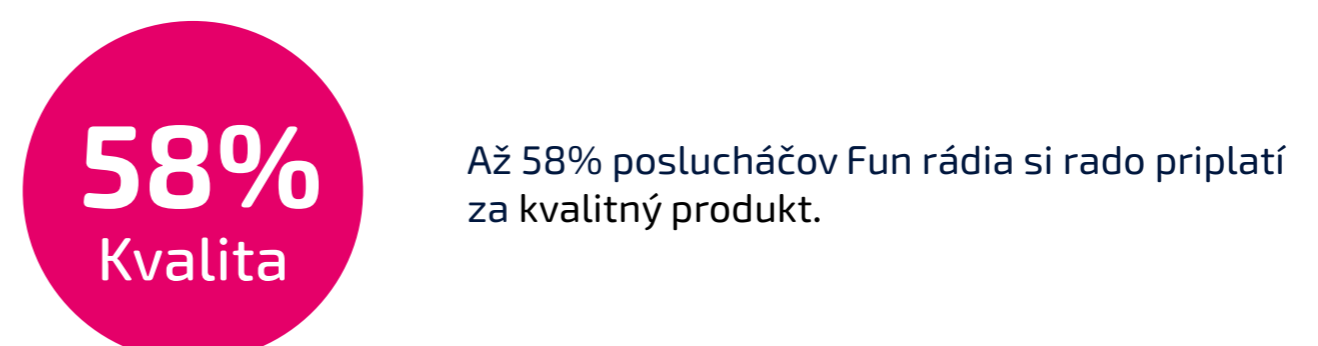 58%
Kvalita
Až 58% poslucháčov Fun rádia si rado priplatí
za kvalitný produkt.